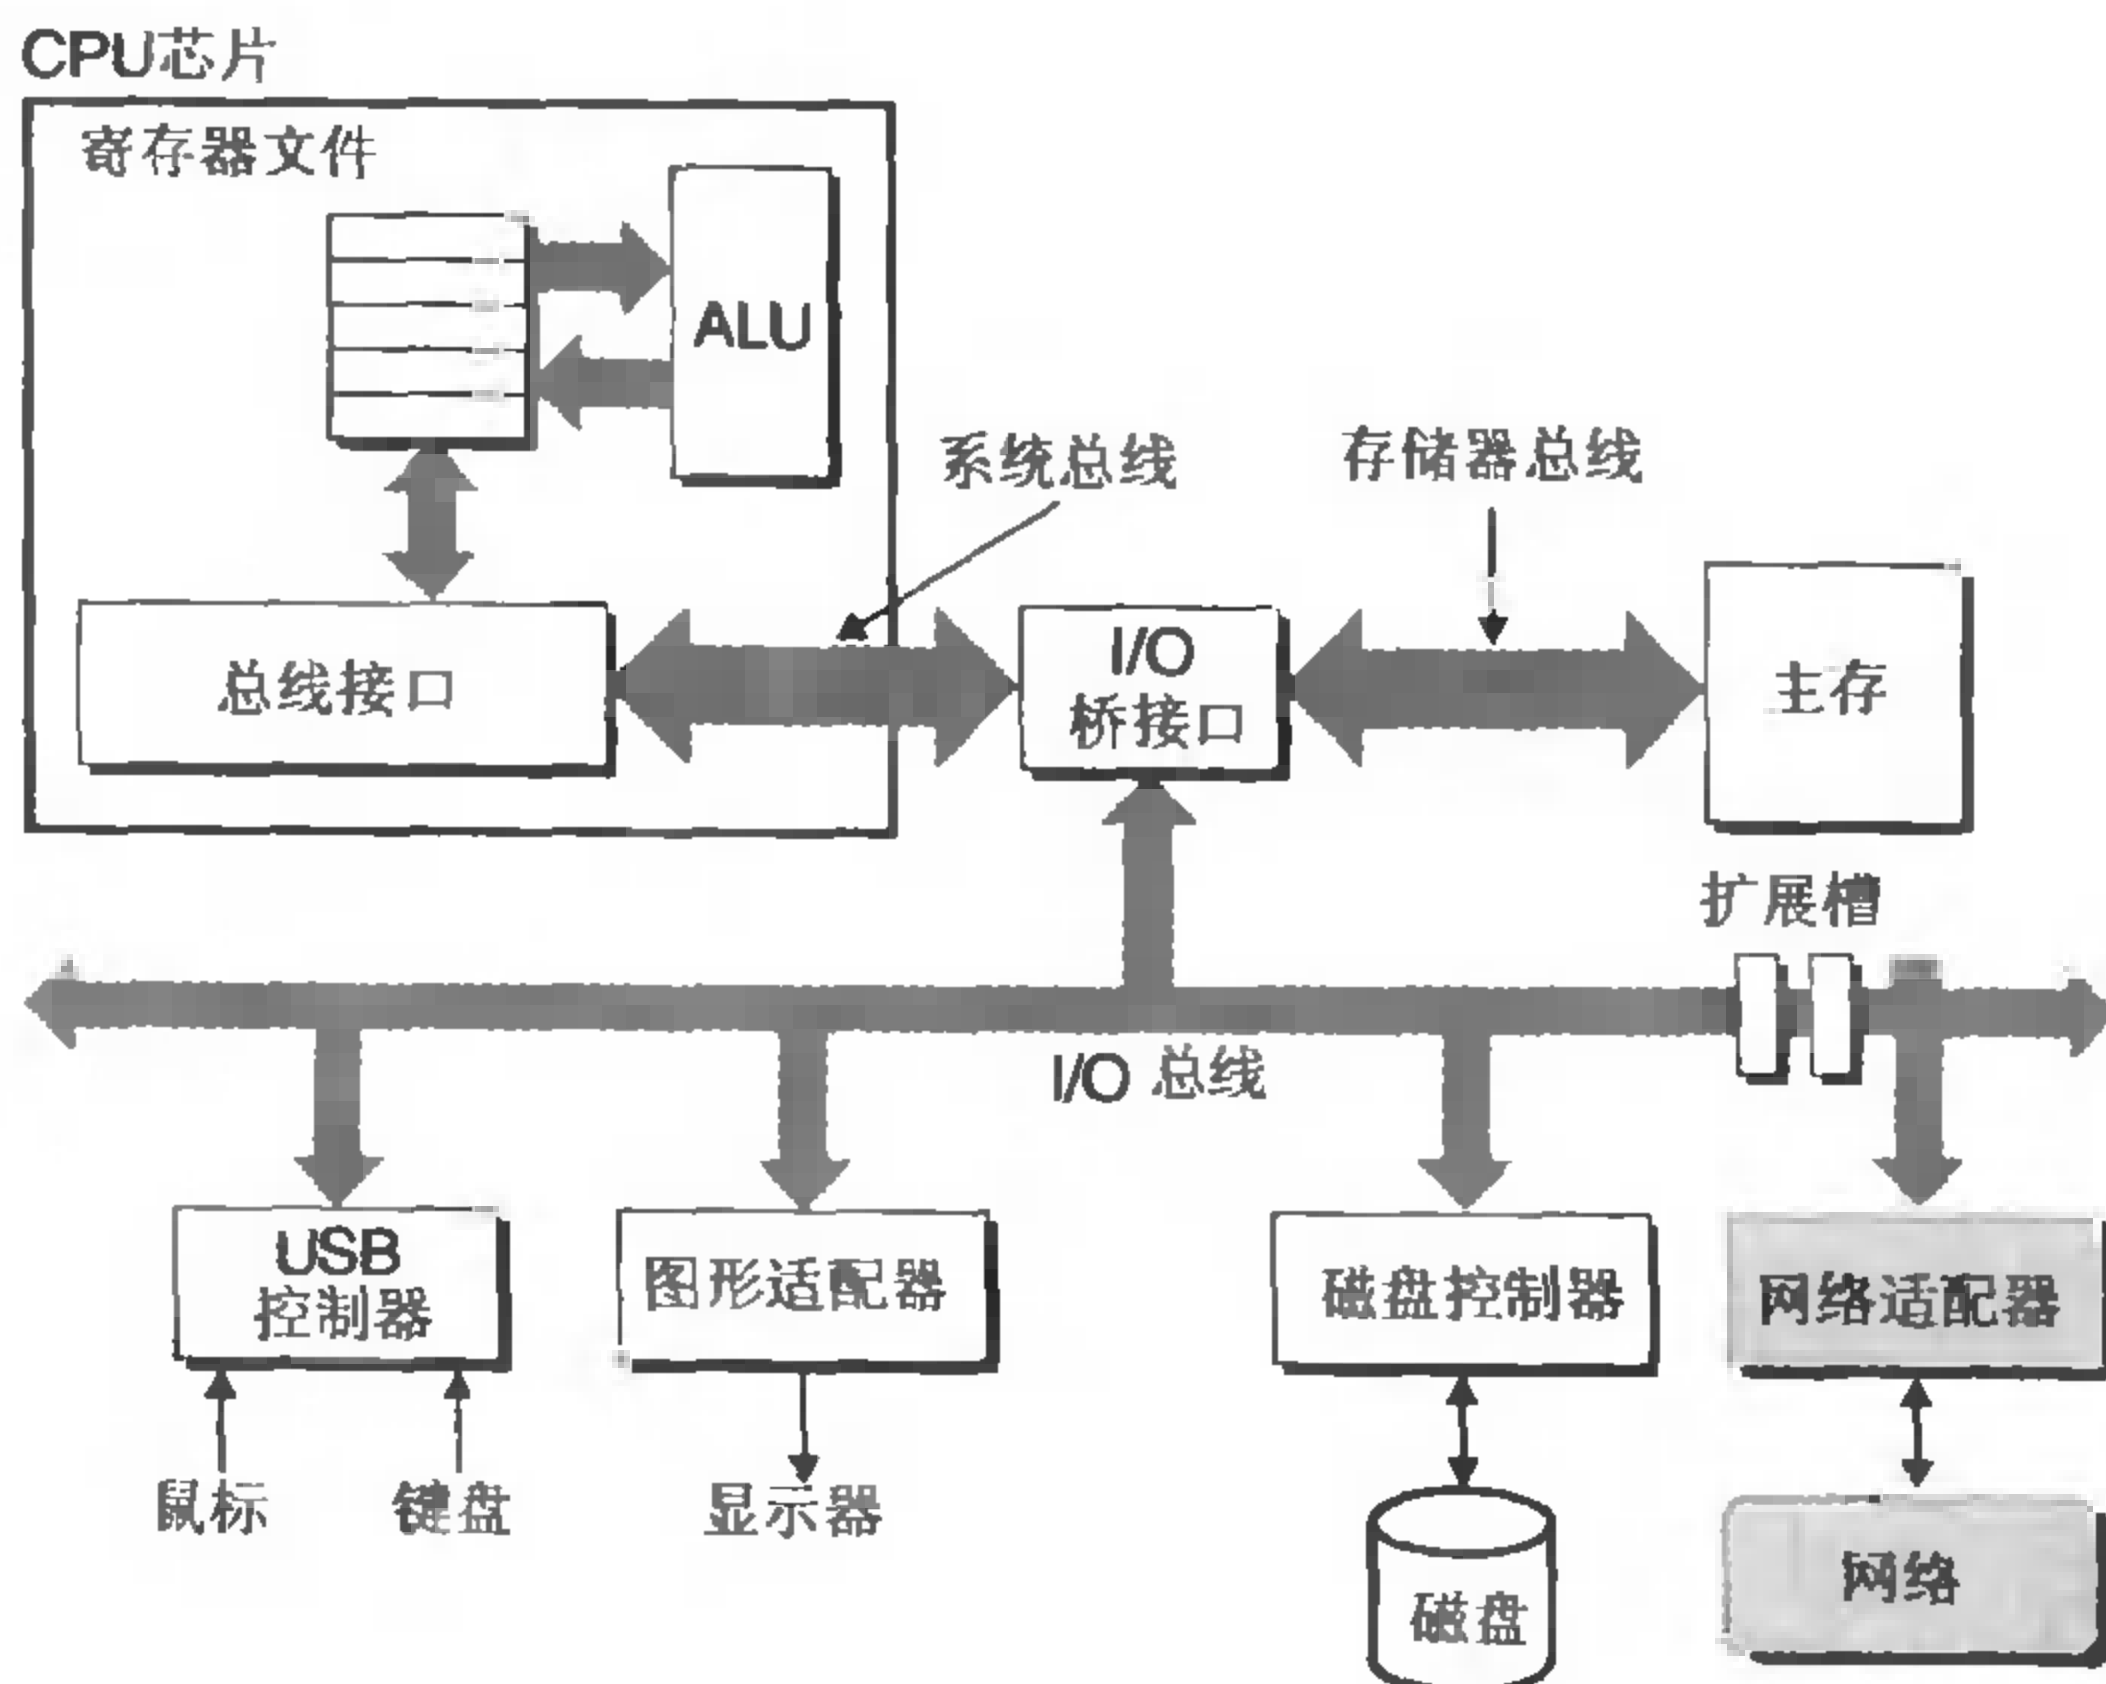 CPU芯片
寄存器文件
ALU
系统总线
存储器总线
总线接口
I/O
桥接口
主存
扩展槽
I/O 总线
USB
控制器
图形适配器
磁盘控制器
网络适配器
鼠标
键盘
显示器
磁盘
网络